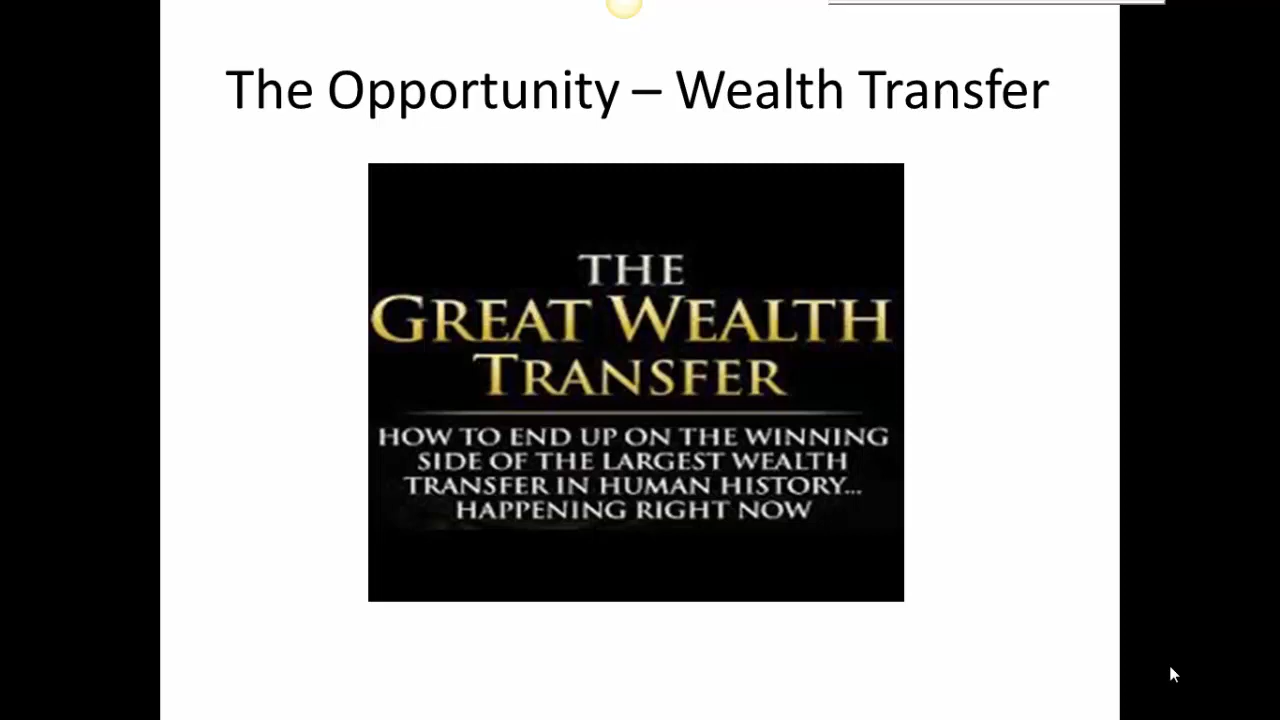 The Opportunity – Wealth Transfer
THE
GREAT WEALTH
TRANSFER
HOW TO END UP ON THE WINNING
SIDE OF THE LARGEST WEALTH
TRANSFER IN HUMAN HISTORY...
HAPPENING RIGHT NOW